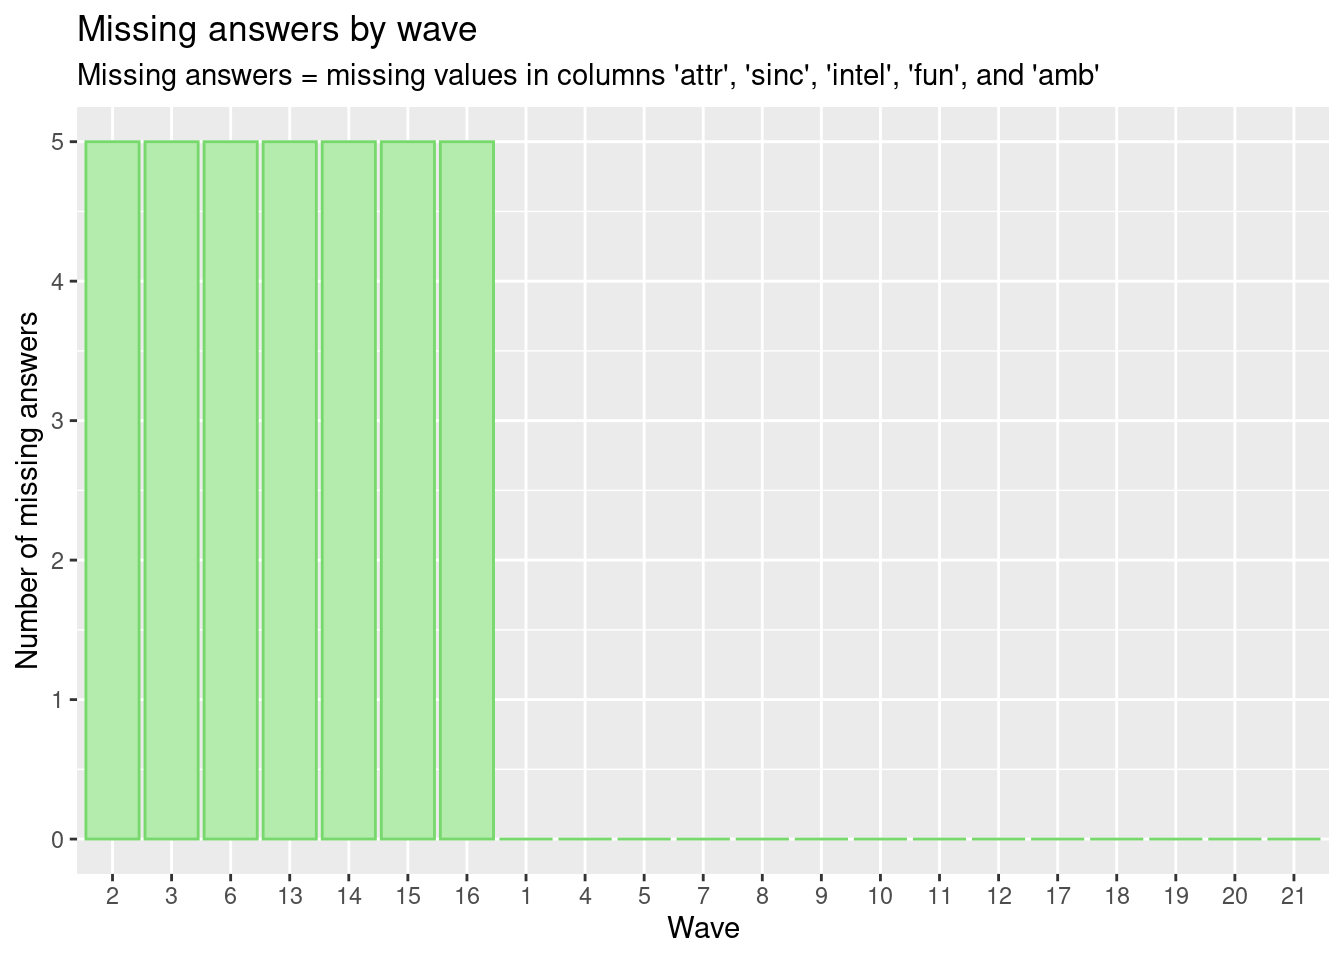 Missing answers by wave
Missing answers = missing values in columns 'attr', 'sinc', 'intel', 'fun', and 'amb'
Number of missing answers
5
4
3
2
1
0
2 3 6 13 14 15 16 1 4 5 7 8 9 10 11 12 17 18 19 20 21
Wave